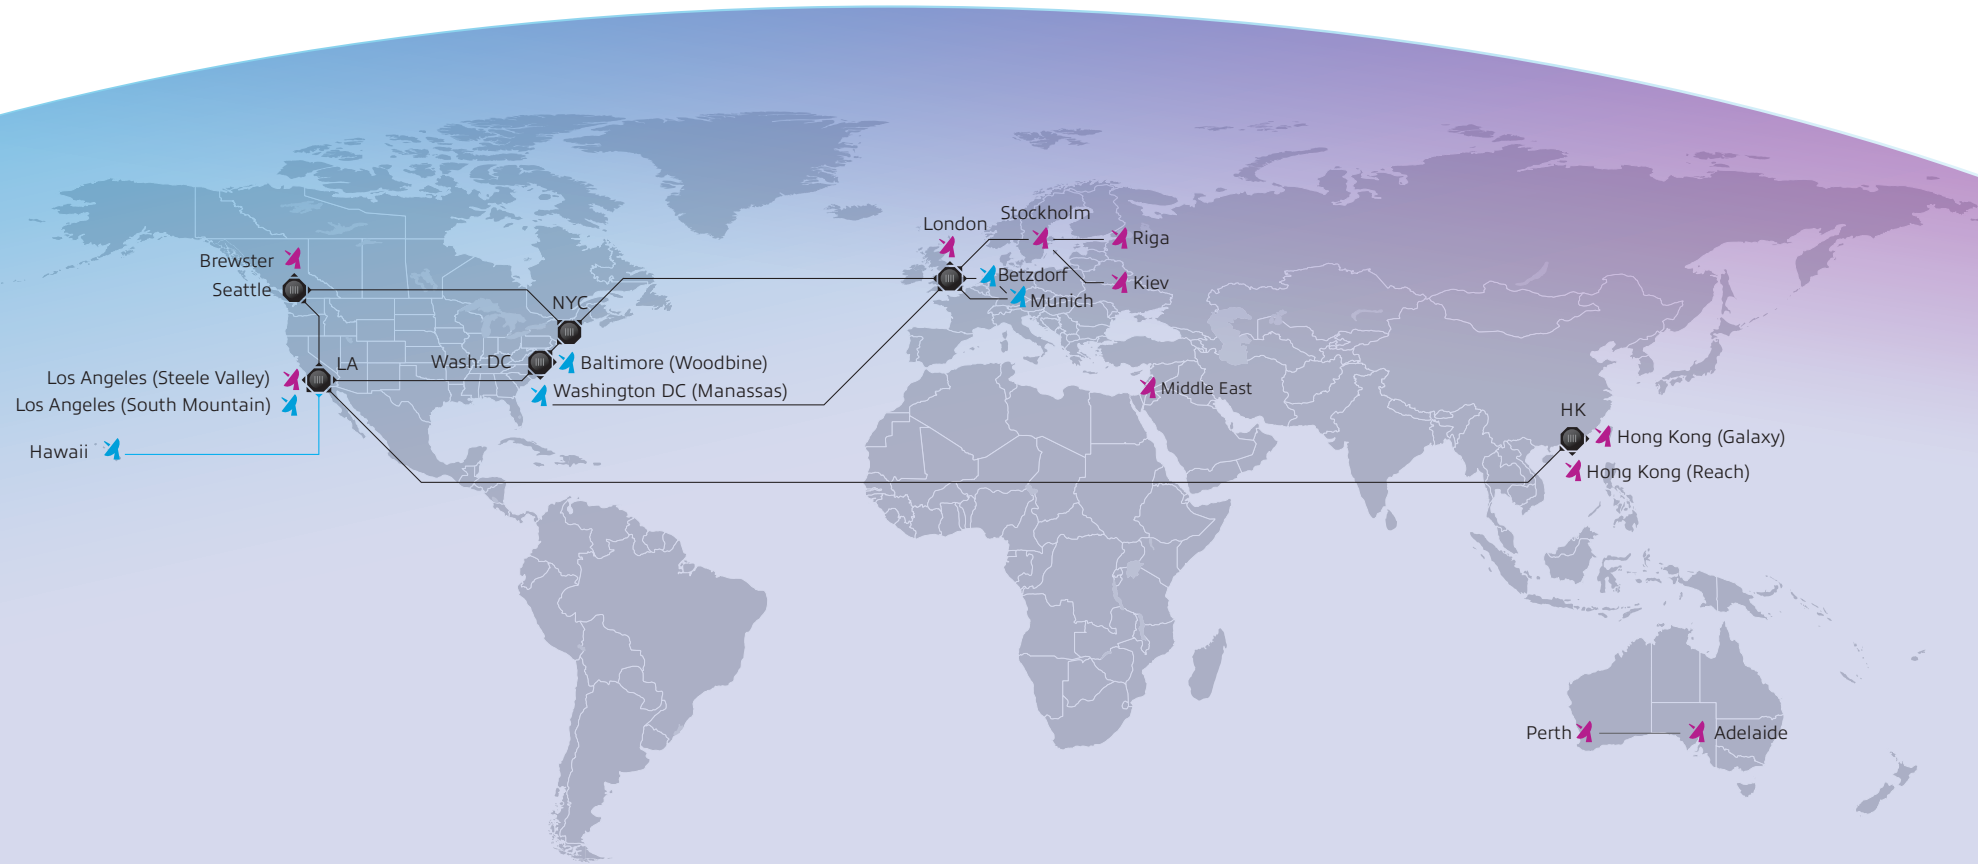 London
Stockholm
Riga
Brewster
Betzdorf
Kiev
Seattle
Munich
NYC
Wash. DC
Baltimore (Woodbine)
LA
Los Angeles (Steele Valley)
Washington DC (Manassas)
Middle East
Los Angeles (South Mountain)
HK
Hong Kong (Galaxy)
Hawaii
Hong Kong (Reach)
Perth
Adelaide